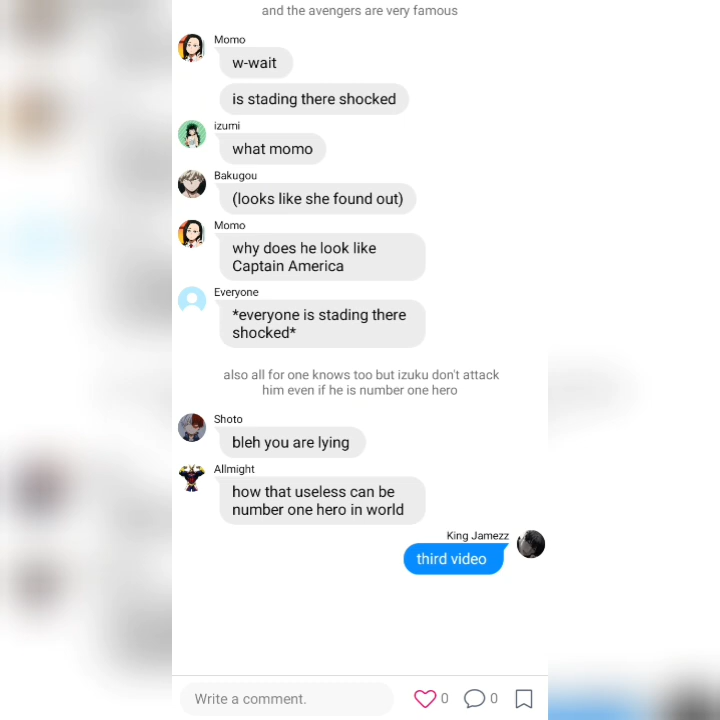 and the avengers are very famous
Momo
w-wait
is stading there shocked
izumi
what momo
Bakugou
(looks like she found out)
Momo
why does he look like
Captain America
Everyone
*everyone is stading there
shocked*
also all for one knows too but izuku don't attack
him even if he is number one hero
Shoto
bleh you are lying
Allmight
how that useless can be
number one hero in world
King Jamezz
third video
Write a comment.
0
0